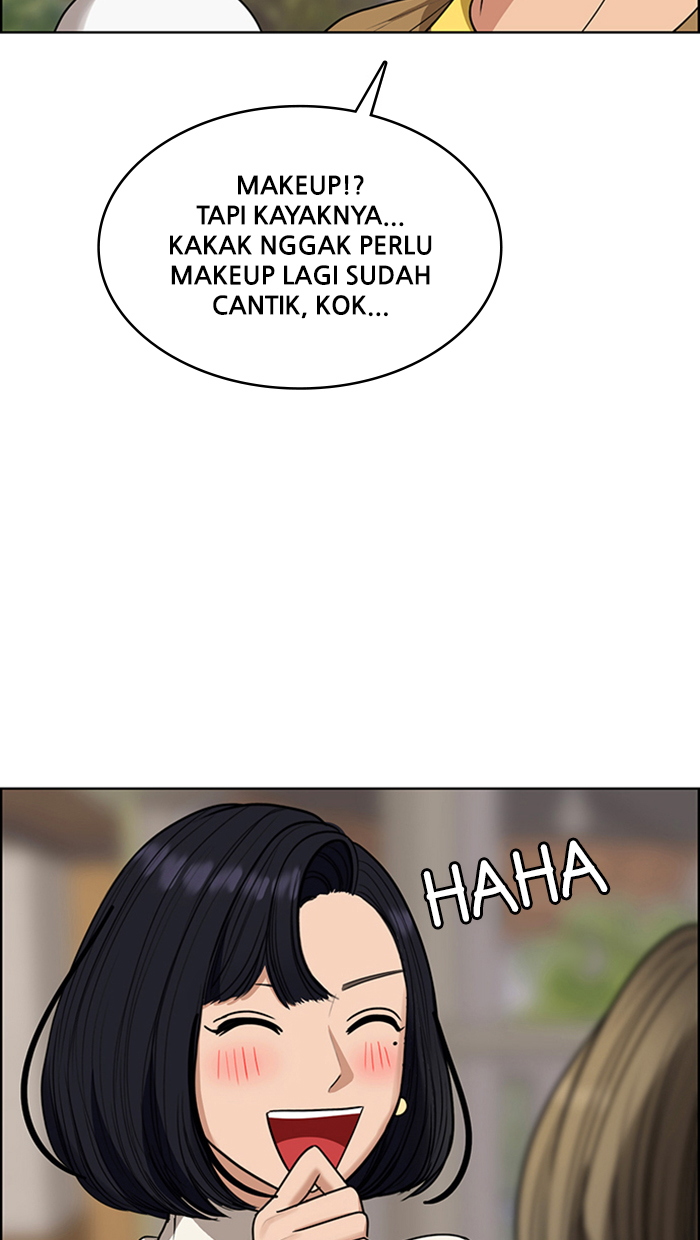 MAKEUP!?
TAPI KAYAKNYA...
KAKAK NGGAK PERLU
MAKEUP LAGI SUDAH
CANTIK, KOK...
HAHA